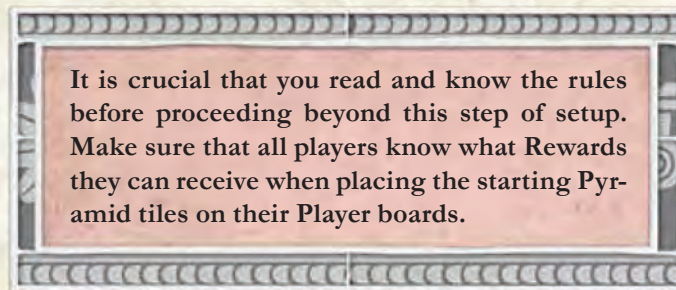 It is crucial that you read and know the rules
before proceeding beyond this step of setup.
Make sure that all players know what Rewards
they can receive when placing the starting Pyr-
amid tiles on their Player boards.